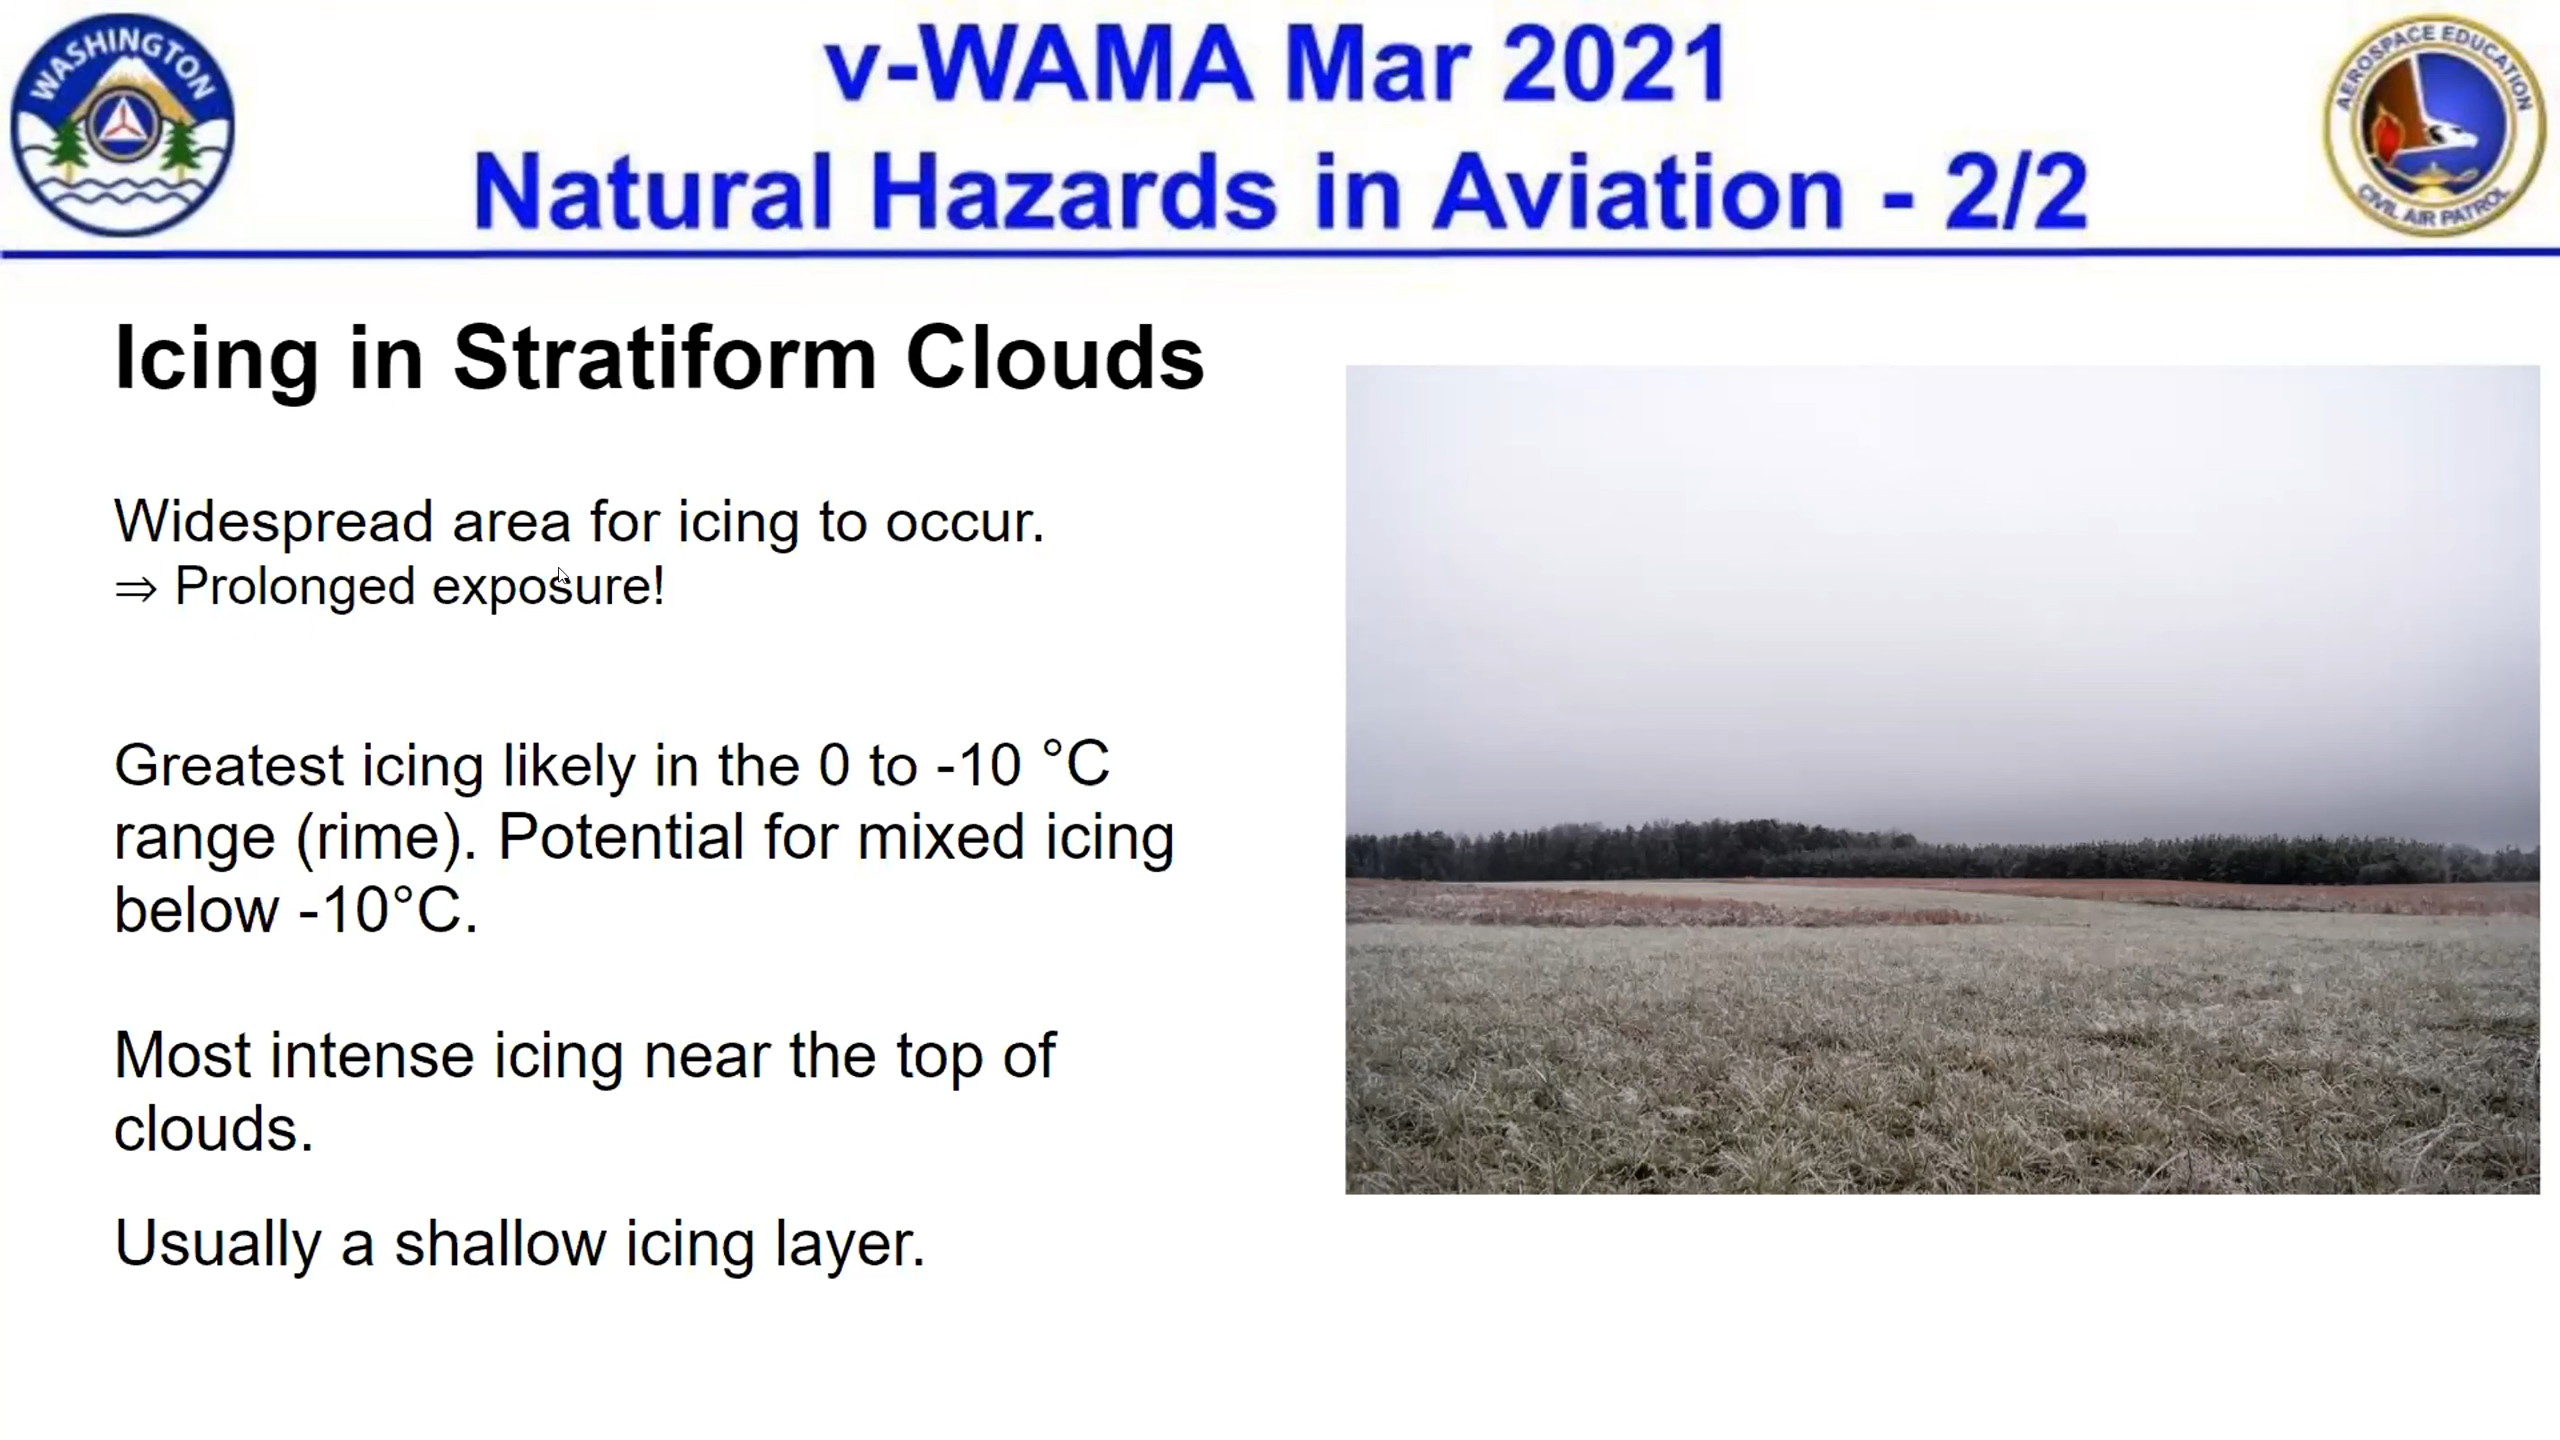 WASHINGTON
v-WAMA Mar 2021
Natural Hazards in Aviation - 2/2
AEROSPACE EDUCATION
CIVIL AIR PATROL
Icing in Stratiform Clouds
Widespread area for icing to occur.
⇒ Prolonged exposure!
Greatest icing likely in the 0 to -10 °C
range (rime). Potential for mixed icing
below -10°C.
Most intense icing near the top of
clouds.
Usually a shallow icing layer.